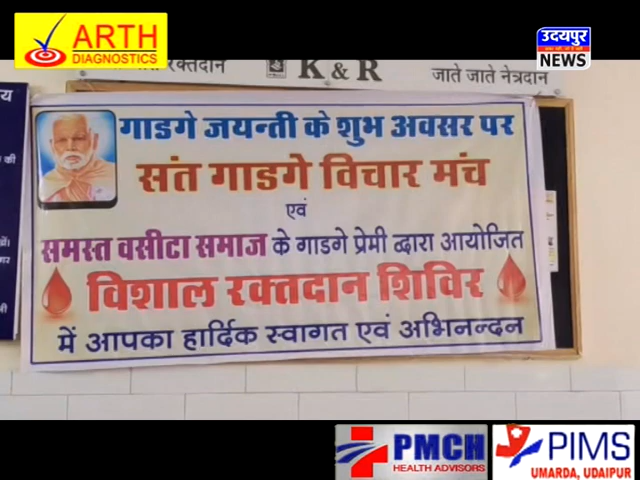 ARTH
DIAGNOSTICS
उदयपुर
NEWS
रक्तदान
K & R
जाते जाते नेत्रदान
य
की
गाडगे जयन्ती के शुभ अवसर पर
संत गाडगे विचार मंच
एवं
समस्त वसीटा समाज के गाडगे प्रेमी द्वारा आयोजित
विशाल रक्तदान शिविर
में आपका हार्दिक स्वागत एवं अभिनन्दन
PMCH
HEALTH ADVISORS
PIMS
UMARDA, UDAIPUR